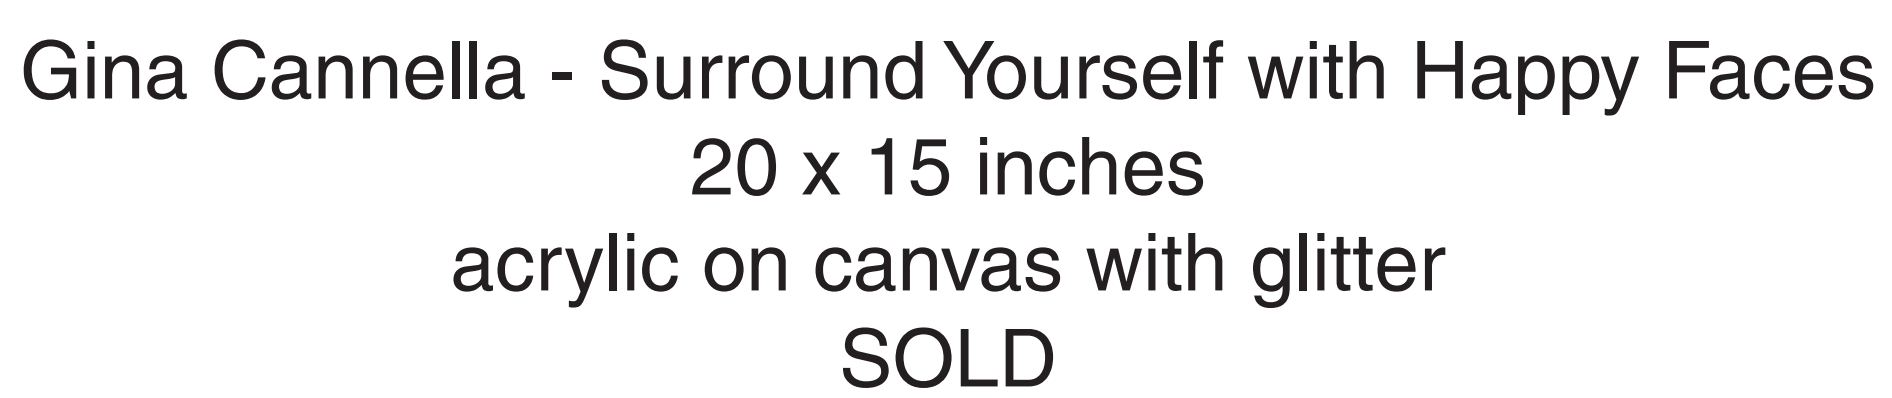 Gina Cannella - Surround Yourself with Happy Faces
20 x 15 inches
acrylic on canvas with glitter
SOLD